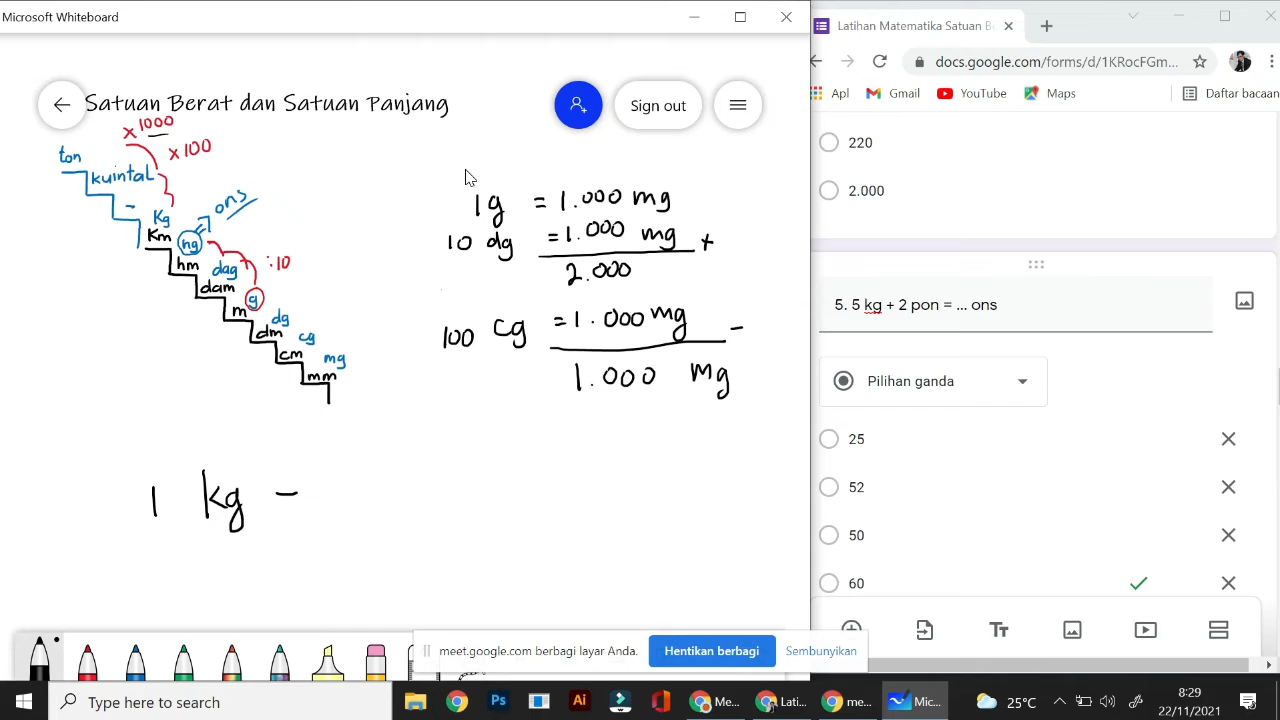 Microsoft Whiteboard
Satuan Berat dan Satuan Panjang
Sign out
x 1000
x 100
ton
kuintal
-
Kg
ons
Km
hg
hm
dag
: 10
dam
g
m
dg
dm
cg
cm
mg
mm
1 g = 1.000 mg
10 dg = 1.000 mg +
2.000
100 cg = 1.000 mg -
1.000 mg
1 kg =
Latihan Matematika Satuan Be
docs.google.com/forms/d/1KRocFGm...
Apl
Gmail
YouTube
Maps
Daftar bacaan
220
2.000
5. 5 kg + 2 pon = ... ons
Pilihan ganda
25
52
50
60
meet.google.com berbagi layar Anda.
Hentikan berbagi
Sembunyikan
Type here to search
Ps
Ai
Me...
Lati...
me...
Mic...
25°C
8:29
22/11/2021